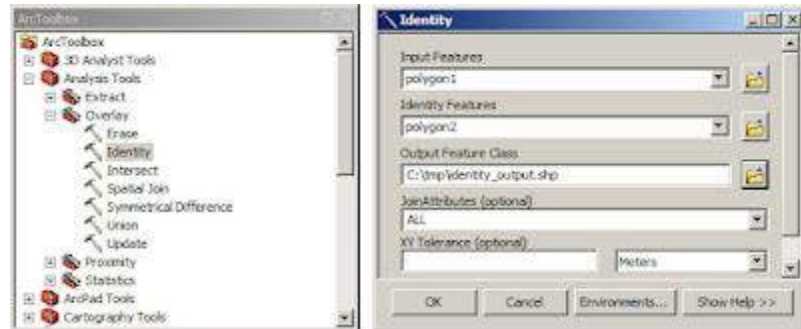 ArcToolbox
ArcToolbox
3D Analyst Tools
Analysis Tools
Extract
Overlay
Erase
Identity
Intersect
Spatial Join
Symmetrical Difference
Union
Update
Proximity
Statistics
ArcPad Tools
Cartography Tools
Identity
Input Features
polygon1
Identity Features
polygon2
Output Feature Class
C:\tmp\identity_output.shp
JoinAttributes (optional)
ALL
XY Tolerance (optional)
Meters
OK Cancel Environments... Show Help >>